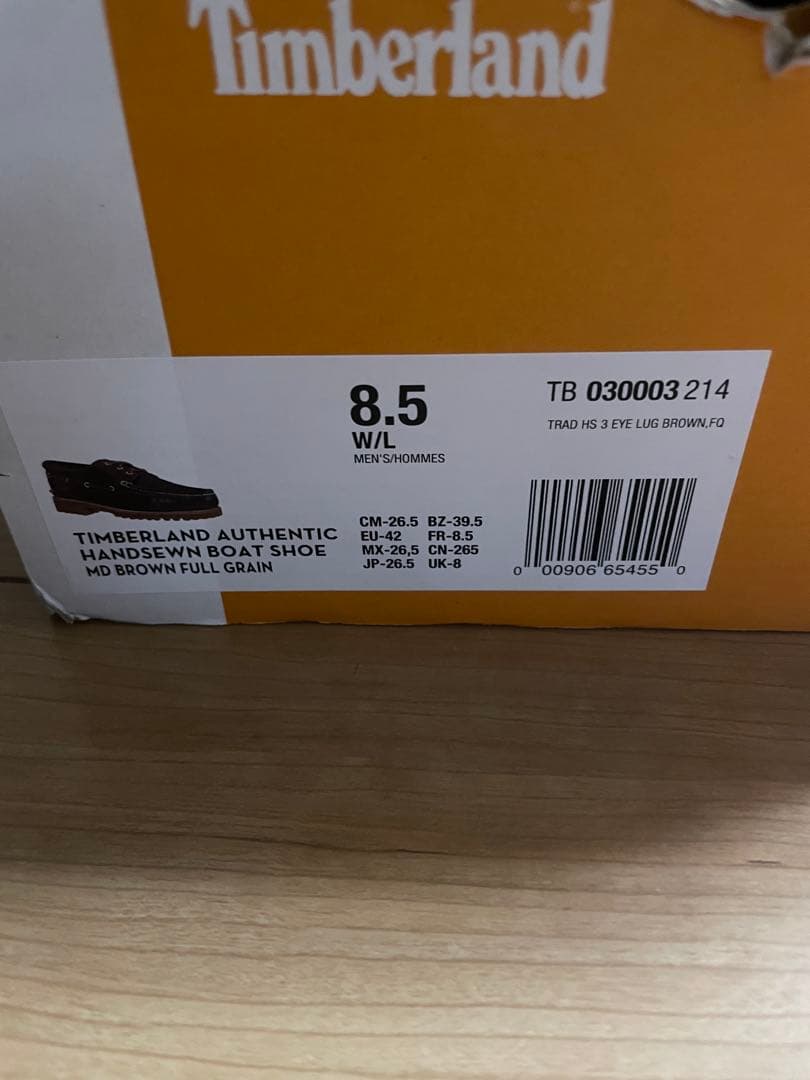 Timberland
8.5
W/L
MEN'S/HOMMES
TB 030003 214
TRAD HS 3 EYE LUG BROWN,FQ
TIMBERLAND AUTHENTIC
HANDSEWN BOAT SHOE
MD BROWN FULL GRAIN
CM-26.5 BZ-39.5
EU-42 FR-8.5
MX-26,5 CN-265
JP-26.5 UK-8
0 00906 65455 0